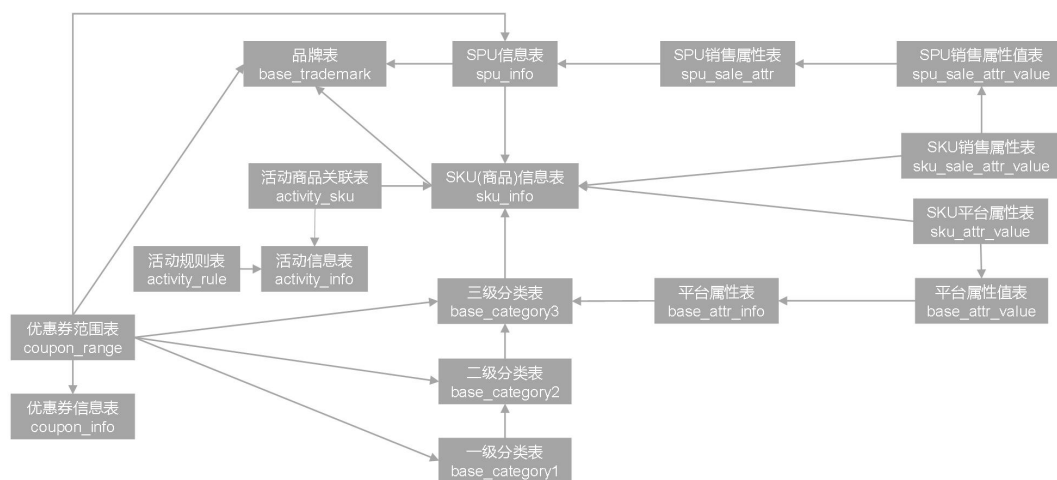 品牌表
base_trademark
SPU信息表
spu_info
SPU销售属性表
spu_sale_attr
SPU销售属性值表
spu_sale_attr_value
SKU销售属性表
sku_sale_attr_value
活动商品关联表
activity_sku
SKU(商品)信息表
sku_info
SKU平台属性表
sku_attr_value
活动规则表
activity_rule
活动信息表
activity_info
三级分类表
base_category3
平台属性表
base_attr_info
平台属性值表
base_attr_value
优惠券范围表
coupon_range
二级分类表
base_category2
优惠券信息表
coupon_info
一级分类表
base_category1